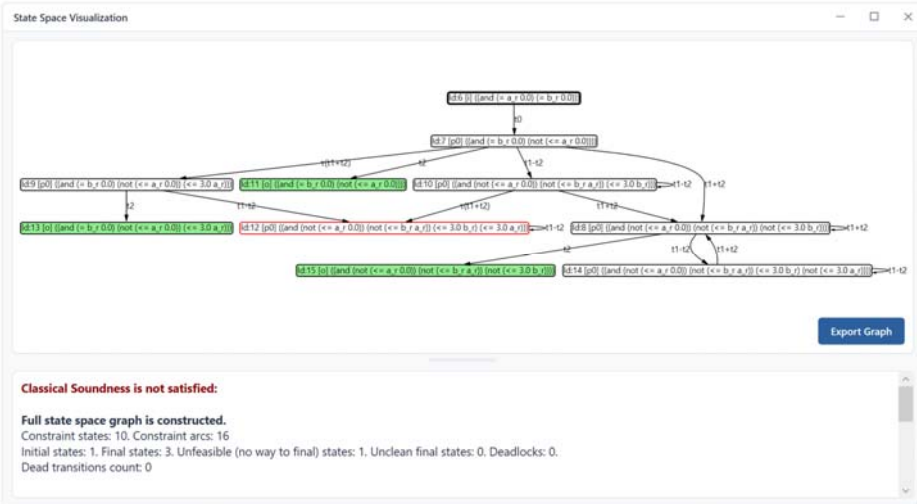 State Space Visualization
id:6 [i] ((and (= a_r 0.0) (= b_r 0.0)))
t0
id:7 [p0] ((and (= b_r 0.0) (not (<= a_r 0.0))))
τ(t1+t2) t2 t1-t2 t1+t2
id:9 [p0] ((and (= b_r 0.0) (not (<= a_r 0.0)) (<= 3.0 a_r)))
id:11 [o] ((and (= b_r 0.0) (not (<= a_r 0.0))))
id:10 [p0] ((and (not (<= a_r 0.0)) (not (<= b_r a_r)) (<= 3.0 b_r)))
t1-t2
t2 t1-t2 τ(t1+t2) t1+t2
id:13 [o] ((and (= b_r 0.0) (not (<= a_r 0.0)) (<= 3.0 a_r)))
id:12 [p0] ((and (not (<= a_r 0.0)) (not (<= b_r a_r)) (<= 3.0 b_r) (<= 3.0 a_r)))
t1-t2
id:8 [p0] ((and (not (<= a_r 0.0)) (not (<= b_r a_r)) (not (<= 3.0 b_r))))
t1+t2
t2 t1-t2 t1+t2
id:15 [o] ((and (not (<= a_r 0.0)) (not (<= b_r a_r)) (not (<= 3.0 b_r))))
id:14 [p0] ((and (not (<= a_r 0.0)) (not (<= b_r a_r)) (<= 3.0 b_r) (not (<= 3.0 a_r))))
t1-t2
Export Graph
Classical Soundness is not satisfied:
Full state space graph is constructed.
Constraint states: 10. Constraint arcs: 16
Initial states: 1. Final states: 3. Unfeasible (no way to final) states: 1. Unclean final states: 0. Deadlocks: 0.
Dead transitions count: 0